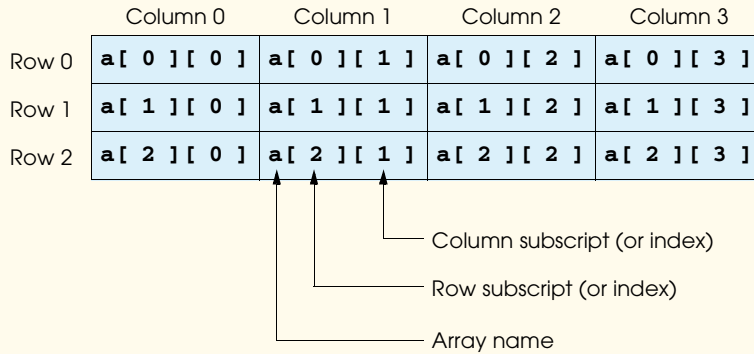 Column 0 Column 1 Column 2 Column 3
Row 0 a[ 0 ][ 0 ] a[ 0 ][ 1 ] a[ 0 ][ 2 ] a[ 0 ][ 3 ]
Row 1 a[ 1 ][ 0 ] a[ 1 ][ 1 ] a[ 1 ][ 2 ] a[ 1 ][ 3 ]
Row 2 a[ 2 ][ 0 ] a[ 2 ][ 1 ] a[ 2 ][ 2 ] a[ 2 ][ 3 ]
Column subscript (or index)
Row subscript (or index)
Array name